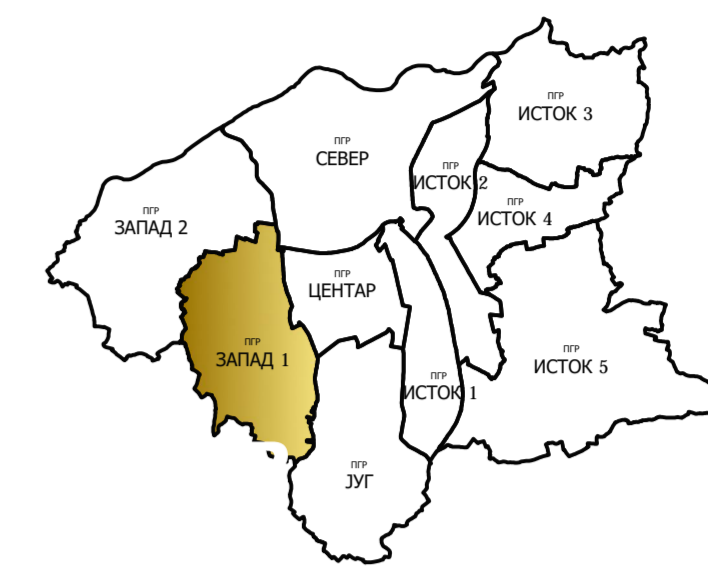 ПГР
ИСТОК 3
ПГР
СЕВЕР
ПГР
ИСТОК 2
ПГР
ИСТОК 4
ПГР
ЗАПАД 2
ПГР
ЦЕНТАР
ПГР
ЗАПАД 1
ПГР
ИСТОК 5
ПГР
ИСТОК 1
ПГР
ЈУГ